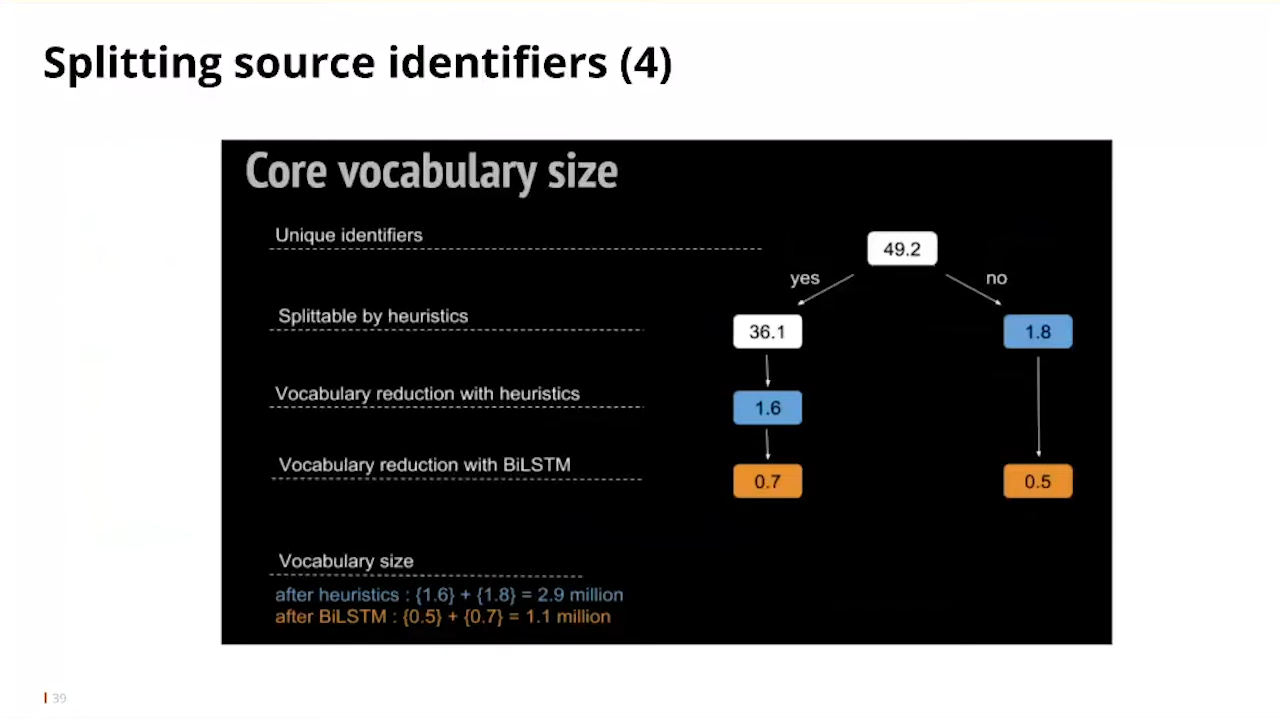 Splitting source identifiers (4)
Core vocabulary size
Unique identifiers
49.2
yes
no
Splittable by heuristics
36.1
1.8
Vocabulary reduction with heuristics
1.6
Vocabulary reduction with BiLSTM
0.7
0.5
Vocabulary size
after heuristics : {1.6} + {1.8} = 2.9 million
after BiLSTM : {0.5} + {0.7} = 1.1 million
39